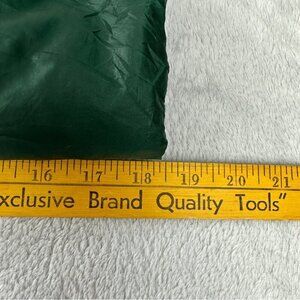 16 17 18 19 20 21
xclusive Brand Quality Tools"